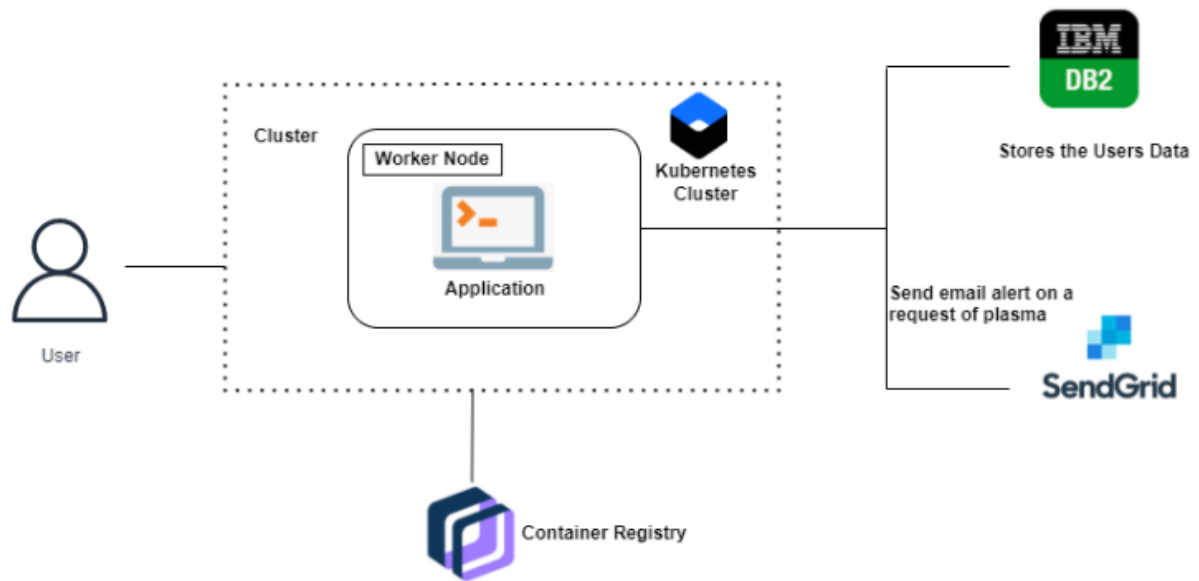 IBM
DB2
Stores the Users Data
Cluster
Worker Node
Kubernetes
Cluster
Application
User
Send email alert on a
request of plasma
SendGrid
Container Registry